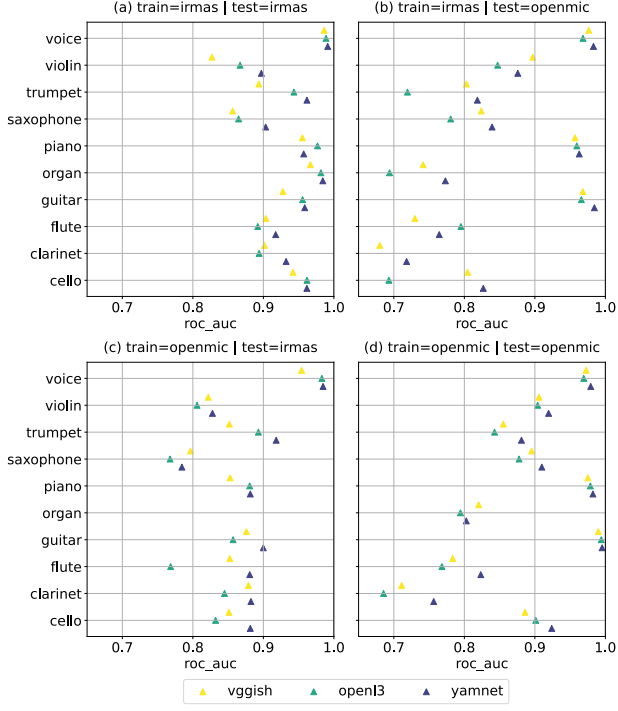 (a) train=irmas | test=irmas
(b) train=irmas | test=openmic
voice
violin
trumpet
saxophone
piano
organ
guitar
flute
clarinet
cello
0.7 0.8 0.9 1.0
0.7 0.8 0.9 1.0
roc_auc
roc_auc
(c) train=openmic | test=irmas
(d) train=openmic | test=openmic
voice
violin
trumpet
saxophone
piano
organ
guitar
flute
clarinet
cello
0.7 0.8 0.9 1.0
0.7 0.8 0.9 1.0
roc_auc
roc_auc
vggish openl3 yamnet